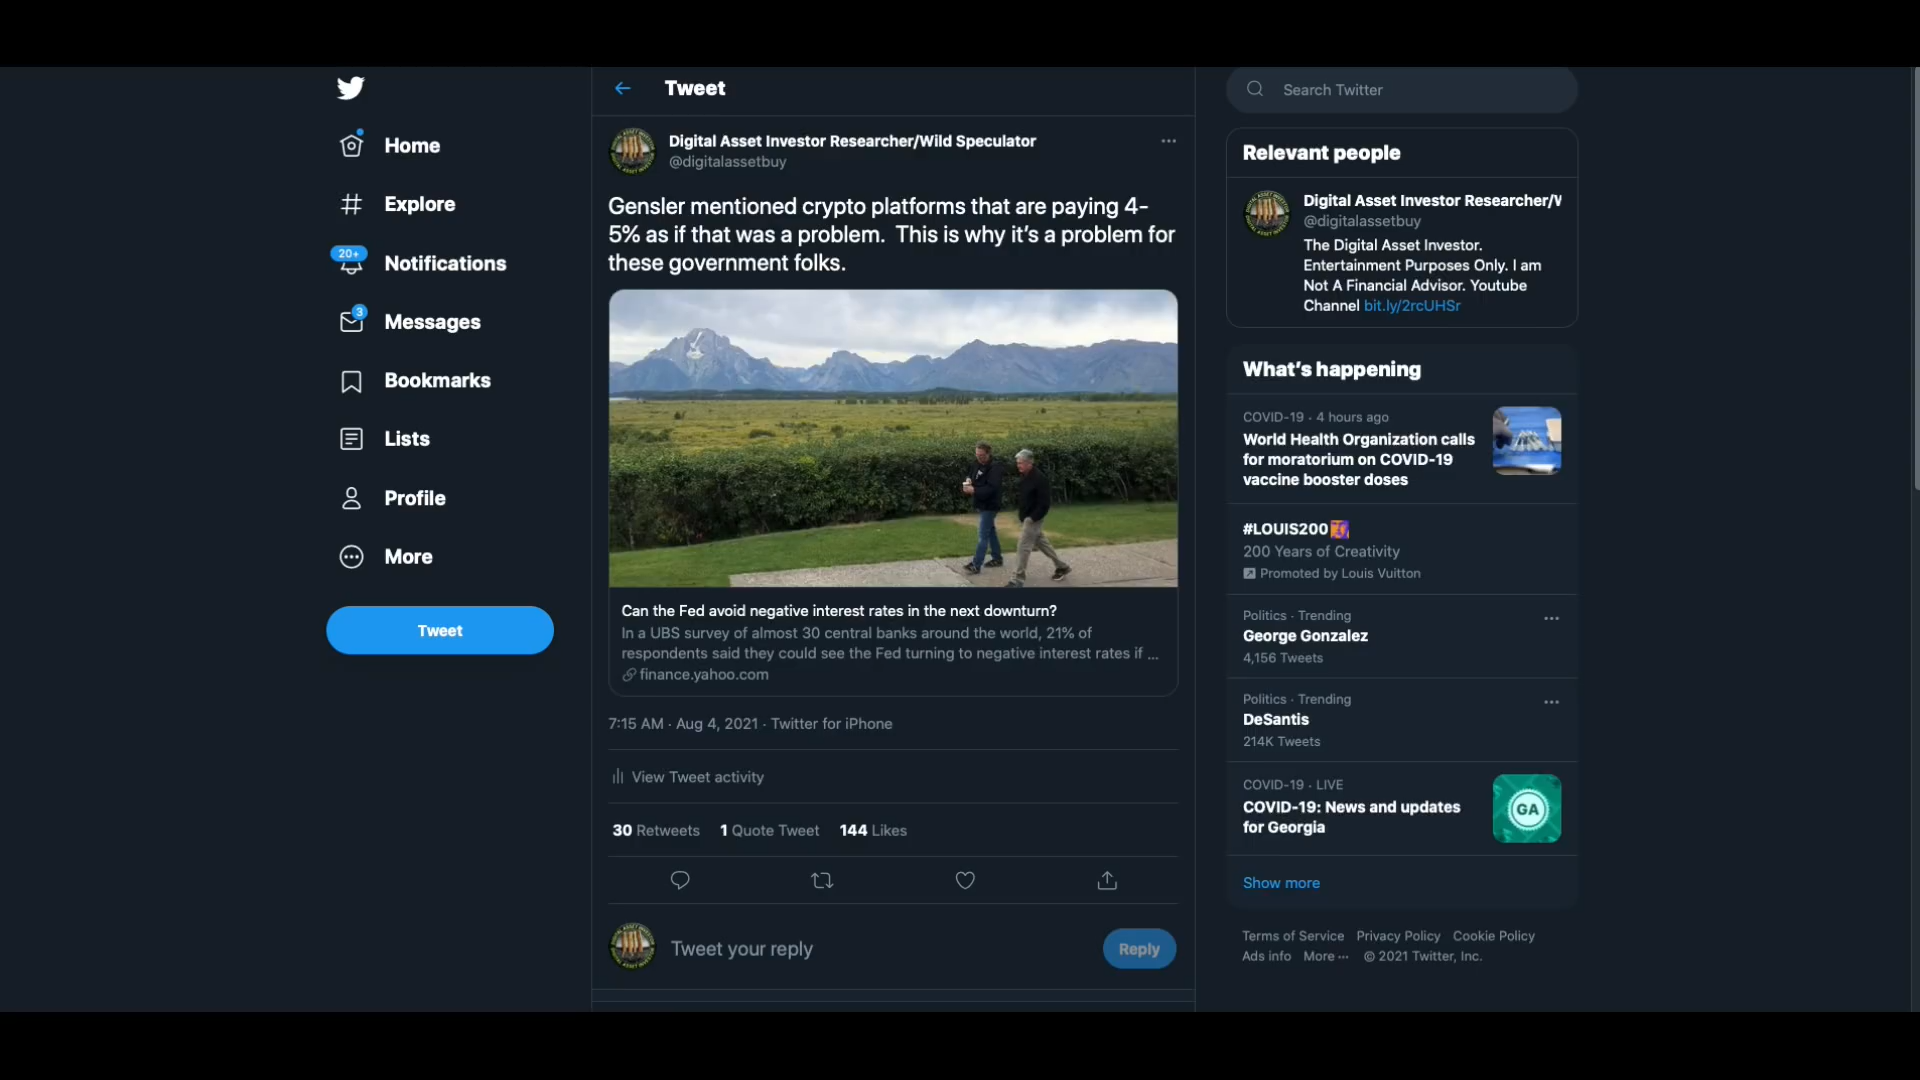 Home
Explore
20+
Notifications
3
Messages
Bookmarks
Lists
Profile
More
Tweet
Tweet
Digital Asset Investor Researcher/Wild Speculator
@digitalassetbuy
Gensler mentioned crypto platforms that are paying 4-
5% as if that was a problem.  This is why it's a problem for
these government folks.
Can the Fed avoid negative interest rates in the next downturn?
In a UBS survey of almost 30 central banks around the world, 21% of
respondents said they could see the Fed turning to negative interest rates if ...
finance.yahoo.com
7:15 AM · Aug 4, 2021 · Twitter for iPhone
View Tweet activity
30 Retweets 1 Quote Tweet 144 Likes
Tweet your reply
Reply
Search Twitter
Relevant people
Digital Asset Investor Researcher/W
@digitalassetbuy
The Digital Asset Investor.
Entertainment Purposes Only. I am
Not A Financial Advisor. Youtube
Channel bit.ly/2rcUHSr
What's happening
COVID-19 · 4 hours ago
World Health Organization calls
for moratorium on COVID-19
vaccine booster doses
#LOUIS200
200 Years of Creativity
Promoted by Louis Vuitton
Politics · Trending
George Gonzalez
4,156 Tweets
Politics · Trending
DeSantis
214K Tweets
COVID-19 · LIVE
COVID-19: News and updates
for Georgia
GA
Show more
Terms of Service Privacy Policy Cookie Policy
Ads info More ··· © 2021 Twitter, Inc.